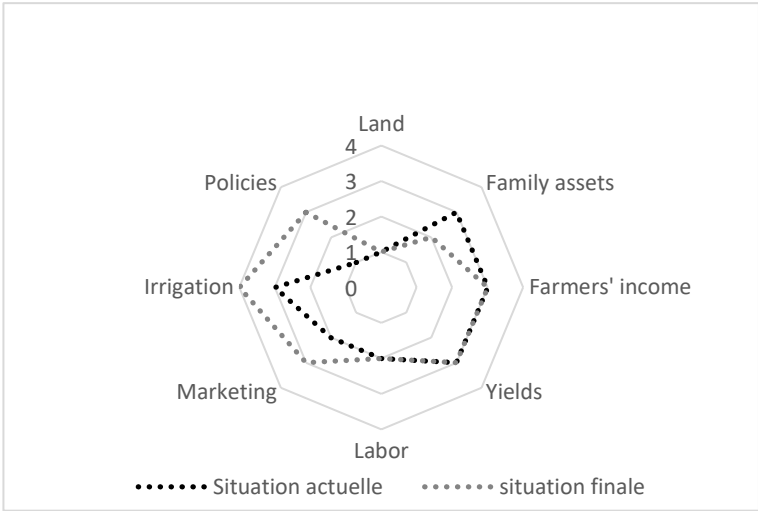 Land
4
Policies
Family assets
3
2
1
Irrigation
0
Farmers' income
Marketing
Yields
Labor
Situation actuelle
situation finale